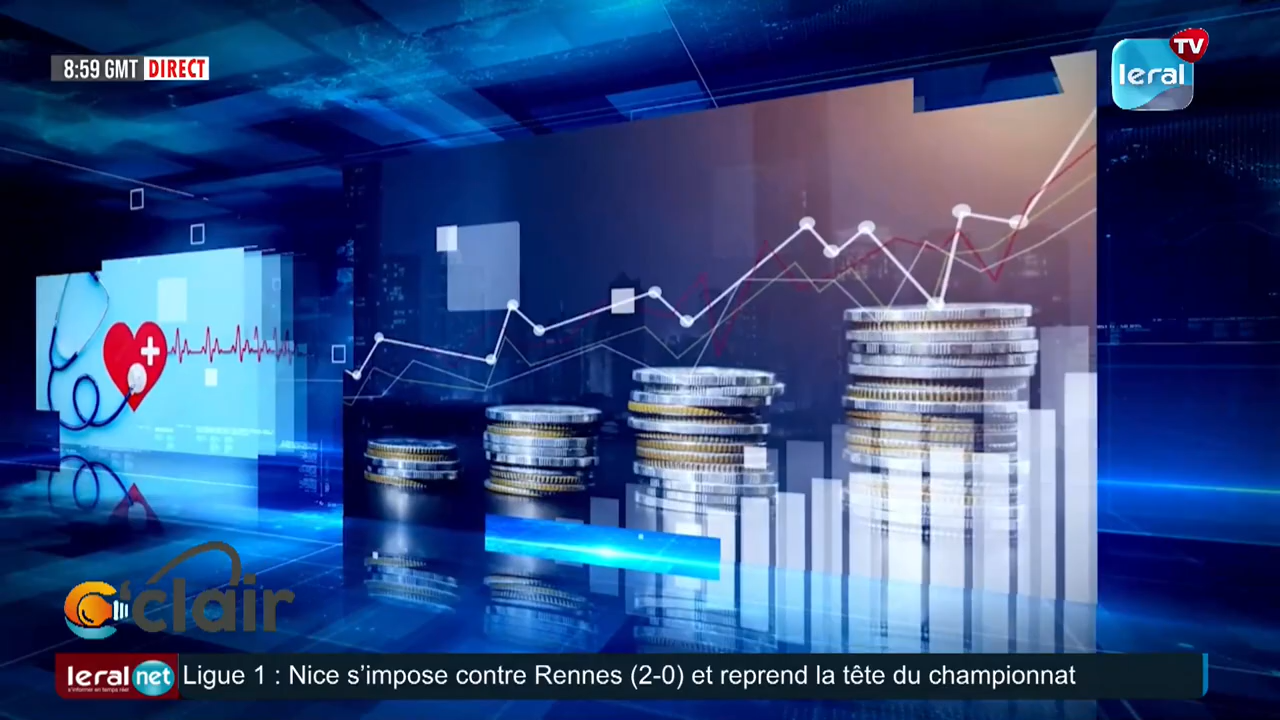 8:59 GMT DIRECT
leral TV
C'clair
leral net
s'informer en temps réel
Ligue 1 : Nice s’impose contre Rennes (2-0) et reprend la tête du championnat